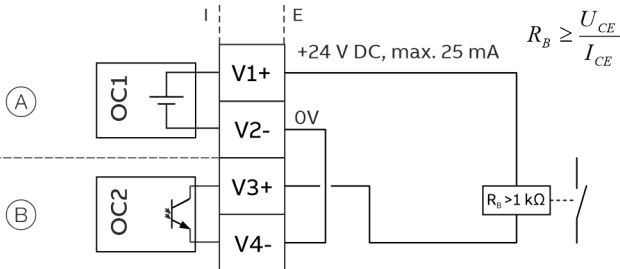 I E
R_B ≥ U_CE / I_CE
+24 V DC, max. 25 mA
A
OC1
V1+
V2-
0V
B
OC2
V3+
V4-
R_B >1 kΩ